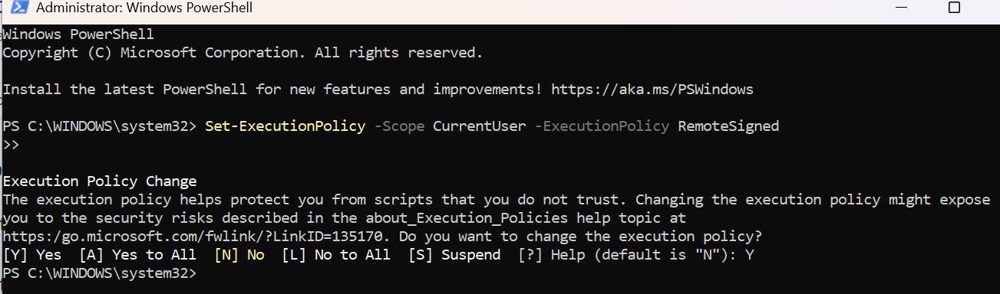 Administrator: Windows PowerShell
Windows PowerShell
Copyright (C) Microsoft Corporation. All rights reserved.
Install the latest PowerShell for new features and improvements! https://aka.ms/PSWindows
PS C:\WINDOWS\system32> Set-ExecutionPolicy -Scope CurrentUser -ExecutionPolicy RemoteSigned
>>
Execution Policy Change
The execution policy helps protect you from scripts that you do not trust. Changing the execution policy might expose
you to the security risks described in the about_Execution_Policies help topic at
https:/go.microsoft.com/fwlink/?LinkID=135170. Do you want to change the execution policy?
[Y] Yes  [A] Yes to All  [N] No  [L] No to All  [S] Suspend  [?] Help (default is "N"): Y
PS C:\WINDOWS\system32>